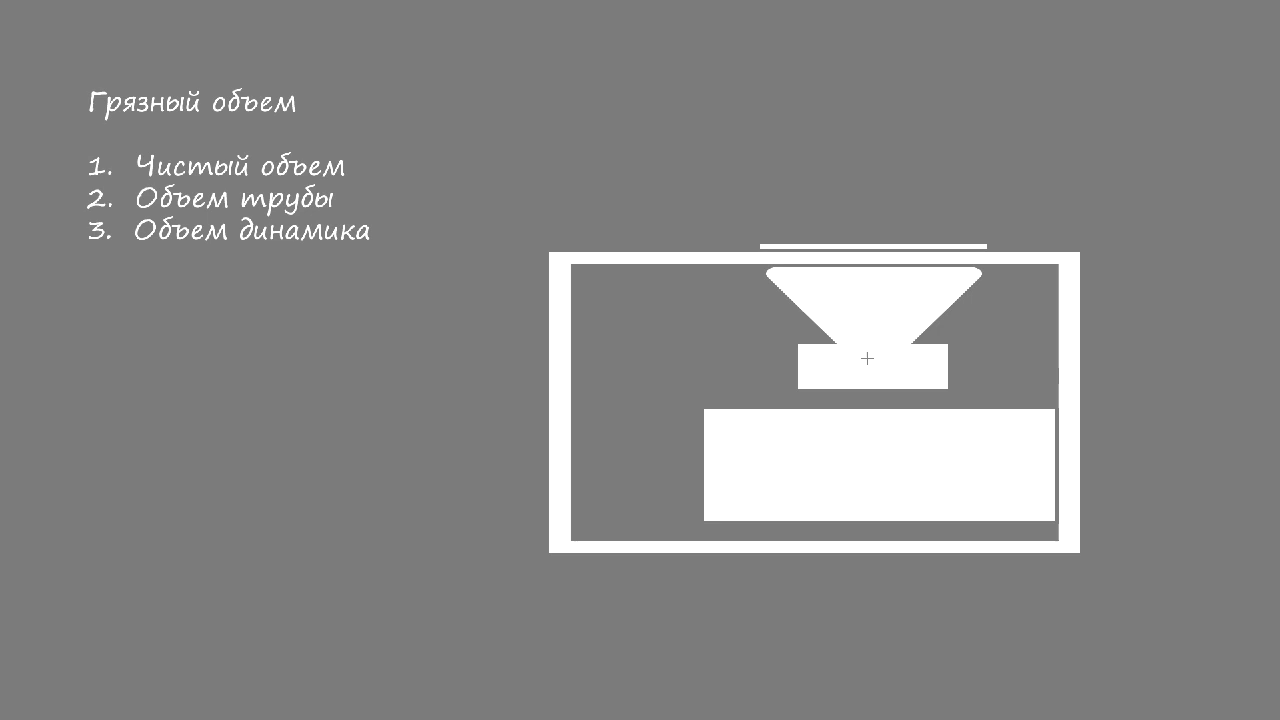 Грязный объем
1. Чистый объем
2. Объем трубы
3. Объем динамика